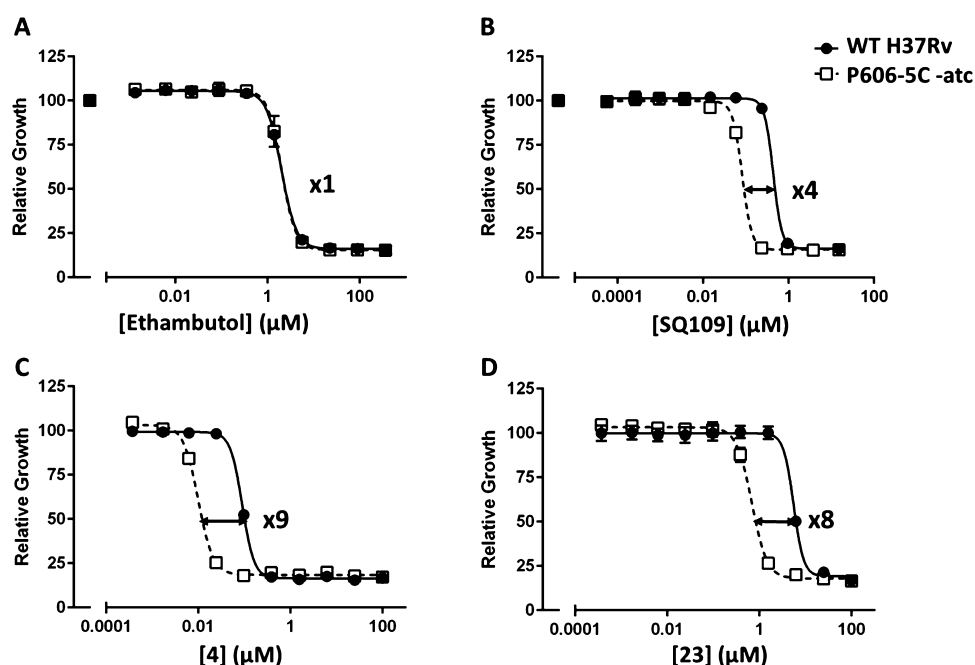 A
125
100
75
50
25
0
Relative Growth
x1
0.01
1
100
[Ethambutol] (µM)
B
125
100
75
50
25
0
Relative Growth
x4
0.0001
0.01
1
100
[SQ109] (µM)
WT H37Rv
P606-5C -atc
C
125
100
75
50
25
0
Relative Growth
x9
0.0001
0.01
1
100
[4] (µM)
D
125
100
75
50
25
0
Relative Growth
x8
0.0001
0.01
1
100
[23] (µM)